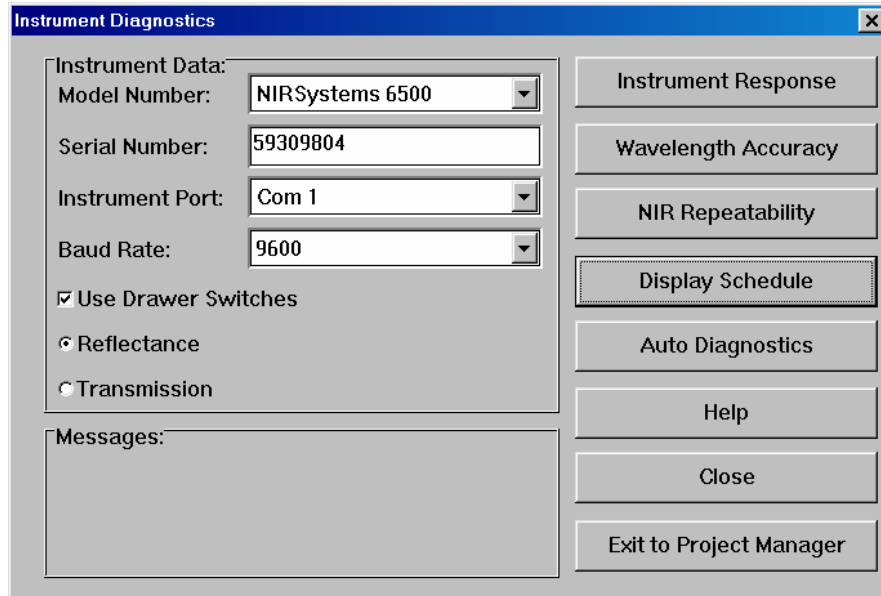 Instrument Diagnostics
Instrument Data:
Model Number: NIRSystems 6500
Serial Number: 59309804
Instrument Port: Com 1
Baud Rate: 9600
Use Drawer Switches
Reflectance
Transmission
Messages:
Instrument Response
Wavelength Accuracy
NIR Repeatability
Display Schedule
Auto Diagnostics
Help
Close
Exit to Project Manager